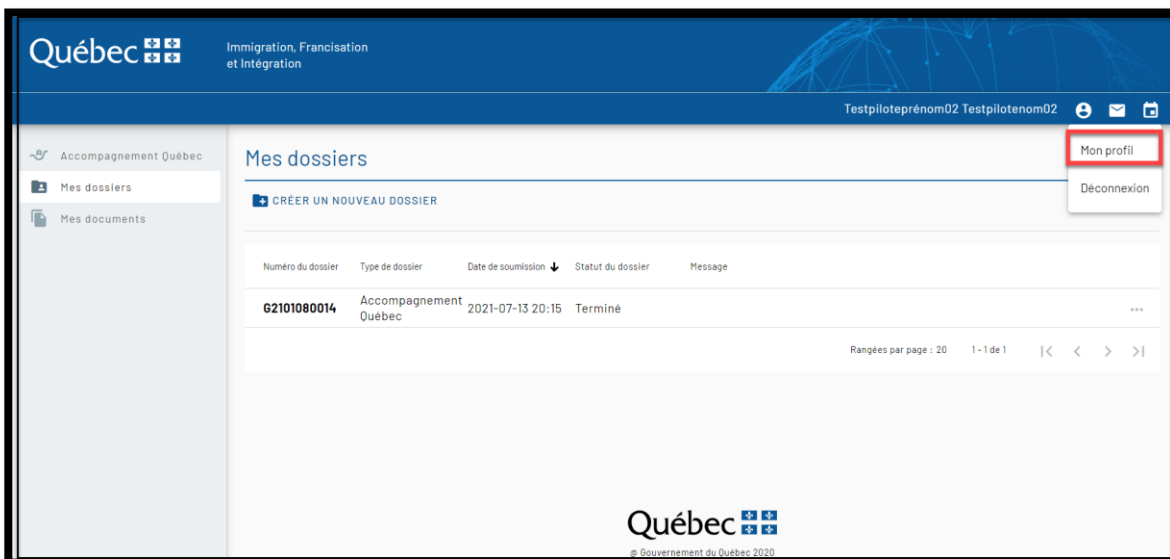 Québec
Immigration, Francisation
et Intégration
Testpiloteprénom02 Testpilotenom02
Mon profil
Déconnexion
Accompagnement Québec
Mes dossiers
Mes documents
Mes dossiers
CRÉER UN NOUVEAU DOSSIER
Numéro du dossier Type de dossier Date de soumission Statut du dossier Message
G2101080014 Accompagnement Québec 2021-07-13 20:15 Terminé ...
Rangées par page : 20 1 - 1 de 1
Québec
@ Gouvernement du Québec 2020